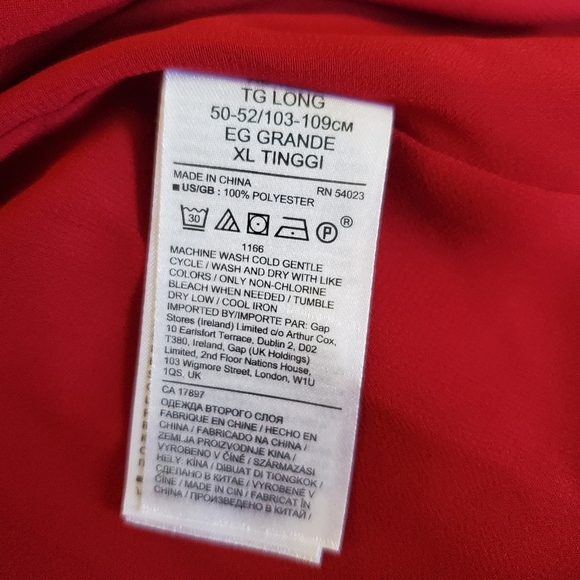 TG LONG
50-52/103-109CM
EG GRANDE
XL TINGGI
MADE IN CHINA RN 54023
US/GB : 100% POLYESTER
30 P ®
1166
MACHINE WASH COLD GENTLE
CYCLE / WASH AND DRY WITH LIKE
COLORS / ONLY NON-CHLORINE
BLEACH WHEN NEEDED / TUMBLE
DRY LOW / COOL IRON
IMPORTED BY/IMPORTE PAR: Gap
Stores (Ireland) Limited c/o Arthur Cox,
10 Earlsfort Terrace, Dublin 2, D02
T380, Ireland, Gap (UK Holdings)
Limited, 2nd Floor Nations House,
103 Wigmore Street, London, W1U
1QS, UK
CA 17897
ОДЕЖДА ВТОРОГО СЛОЯ
FABRIQUE EN CHINE / HECHO EN
CHINA / FABRICADO NA CHINA /
ZEMLJA PROIZVODNJE KINA /
VYROBENO V ČÍNĚ / SZÁRMAZÁSI
HELY: KÍNA / DIBUAT DI TIONGKOK /
СДЕЛАНО В КИТАЕ / VYROBENÉ V
ČÍNE / MADE IN CIN / FABRICAT ÎN
CHINA / ПРОИЗВЕДЕНО В КИТАЙ /